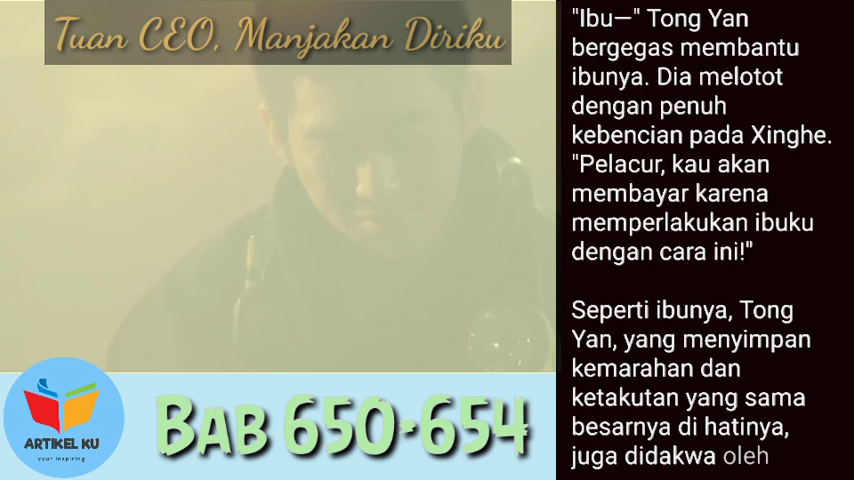 Tuan CEO, Manjakan Diriku
"Ibu—" Tong Yan
bergegas membantu
ibunya. Dia melotot
dengan penuh
kebencian pada Xinghe.
"Pelacur, kau akan
membayar karena
memperlakukan ibuku
dengan cara ini!"
Seperti ibunya, Tong
Yan, yang menyimpan
kemarahan dan
ketakutan yang sama
besarnya di hatinya,
juga didakwa oleh
ARTIKEL KU
your inspiring
BAB 650-654